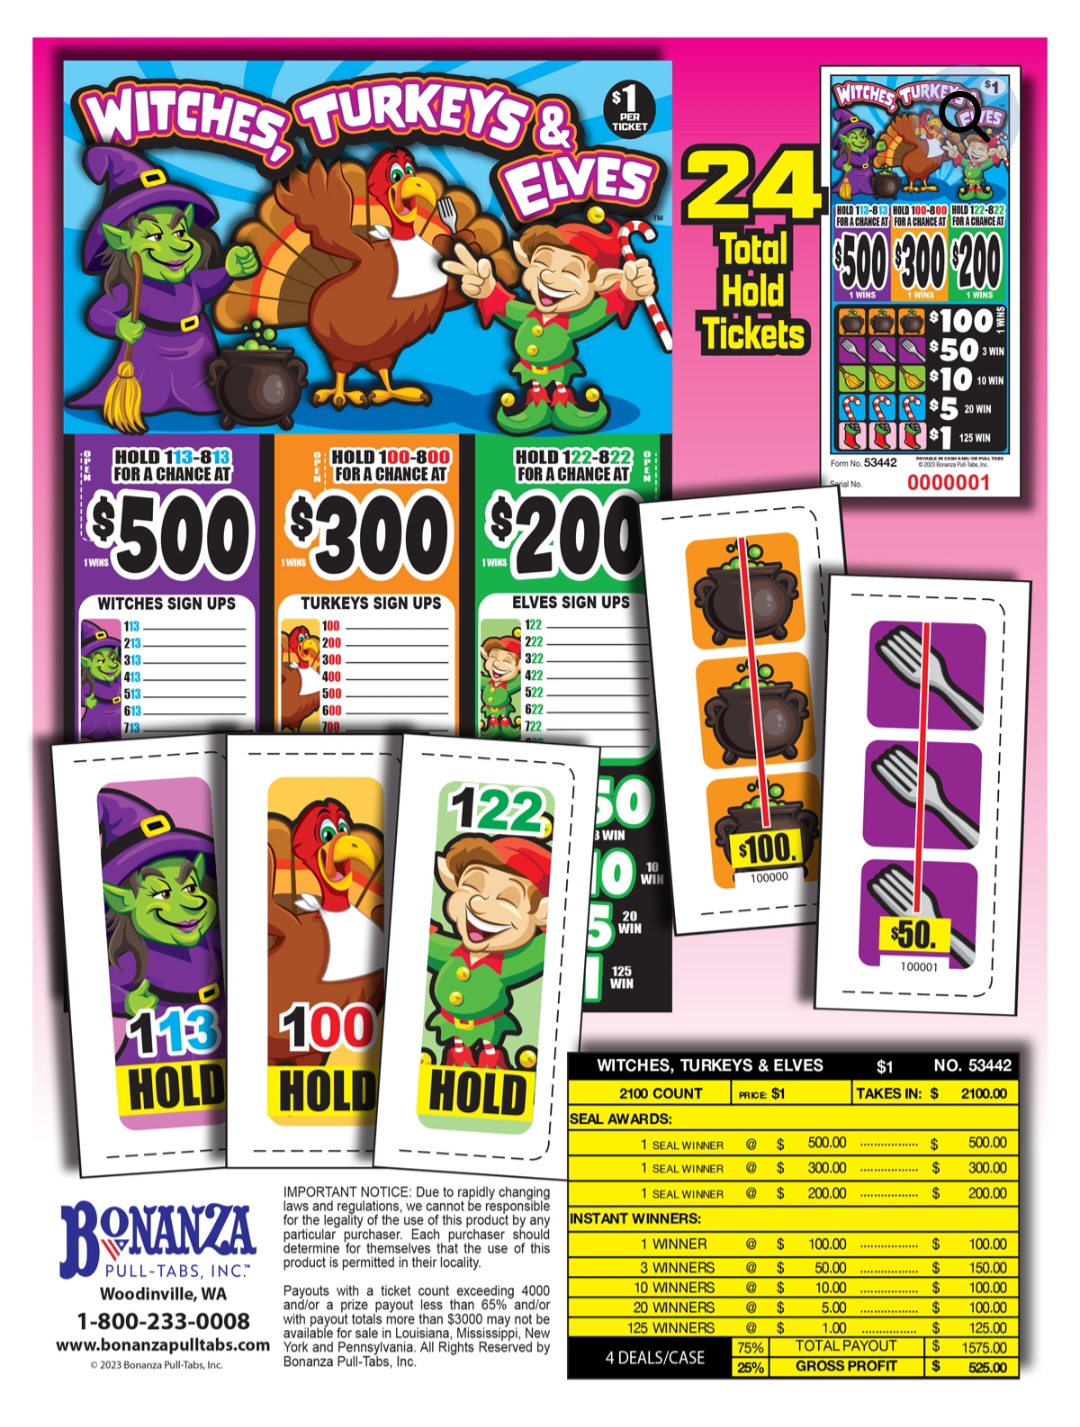 WITCHES, TURKEYS &
ELVES™
$1
PER
TICKET
24
Total
Hold
Tickets
WITCHES, TURKEYS &
ELVES
$1
HOLD 113-813
FOR A CHANCE AT
$500
1 WINS
HOLD 100-800
FOR A CHANCE AT
$300
1 WINS
HOLD 122-822
FOR A CHANCE AT
$200
1 WINS
$100 1 WINS
$50 3 WIN
$10 10 WIN
$5 20 WIN
$1 125 WIN
Form No. 53442
PAYABLE IN CASH AND/OR PULL TABS
© 2023 Bonanza Pull-Tabs, Inc.
Serial No. 0000001
OPEN
HOLD 113-813
FOR A CHANCE AT
$500
1 WINS
WITCHES SIGN UPS
113
213
313
413
513
613
713
OPEN
HOLD 100-800
FOR A CHANCE AT
$300
1 WINS
TURKEYS SIGN UPS
100
200
300
400
500
600
700
OPEN
HOLD 122-822
FOR A CHANCE AT
$200
1 WINS
ELVES SIGN UPS
122
222
322
422
522
622
722
50
3 WIN
10
10
WIN
5
20
WIN
1
125
WIN
113
HOLD
100
HOLD
122
HOLD
$100.
100000
$50.
100001
WITCHES, TURKEYS & ELVES $1 NO. 53442
2100 COUNT PRICE: $1 TAKES IN: $ 2100.00
SEAL AWARDS:
1 SEAL WINNER @ $ 500.00 .................. $ 500.00
1 SEAL WINNER @ $ 300.00 .................. $ 300.00
1 SEAL WINNER @ $ 200.00 .................. $ 200.00
INSTANT WINNERS:
1 WINNER @ $ 100.00 .................. $ 100.00
3 WINNERS @ $ 50.00 .................. $ 150.00
10 WINNERS @ $ 10.00 .................. $ 100.00
20 WINNERS @ $ 5.00 .................. $ 100.00
125 WINNERS @ $ 1.00 .................. $ 125.00
4 DEALS/CASE
75% TOTAL PAYOUT $ 1575.00
25% GROSS PROFIT $ 525.00
BONANZA
PULL-TABS, INC.™
Woodinville, WA
1-800-233-0008
www.bonanzapulltabs.com
© 2023 Bonanza Pull-Tabs, Inc.
IMPORTANT NOTICE: Due to rapidly changing
laws and regulations, we cannot be responsible
for the legality of the use of this product by any
particular purchaser. Each purchaser should
determine for themselves that the use of this
product is permitted in their locality.
Payouts with a ticket count exceeding 4000
and/or a prize payout less than 65% and/or
with payout totals more than $3000 may not be
available for sale in Louisiana, Mississippi, New
York and Pennsylvania. All Rights Reserved by
Bonanza Pull-Tabs, Inc.